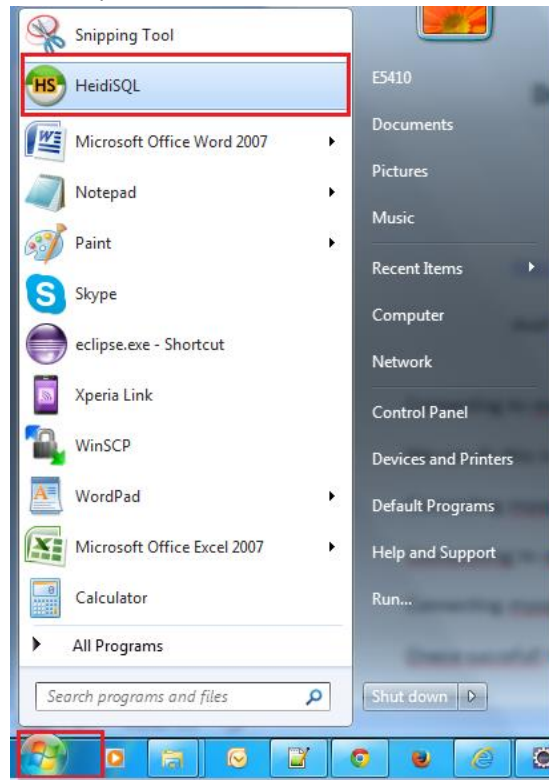 Snipping Tool
HS HeidiSQL
Microsoft Office Word 2007
Notepad
Paint
Skype
eclipse.exe - Shortcut
Xperia Link
WinSCP
WordPad
Microsoft Office Excel 2007
Calculator
All Programs
Search programs and files
E5410
Documents
Pictures
Music
Recent Items
Computer
Network
Control Panel
Devices and Printers
Default Programs
Help and Support
Run...
Shut down